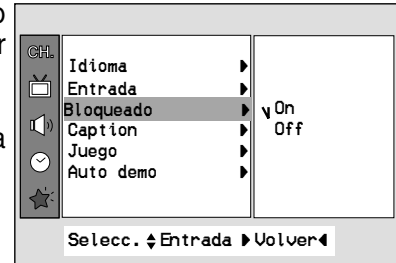 o
r
a
CH.
Idioma
Entrada
Bloqueado
Caption
Juego
Auto demo
On
Off
Selecc. Entrada Volver